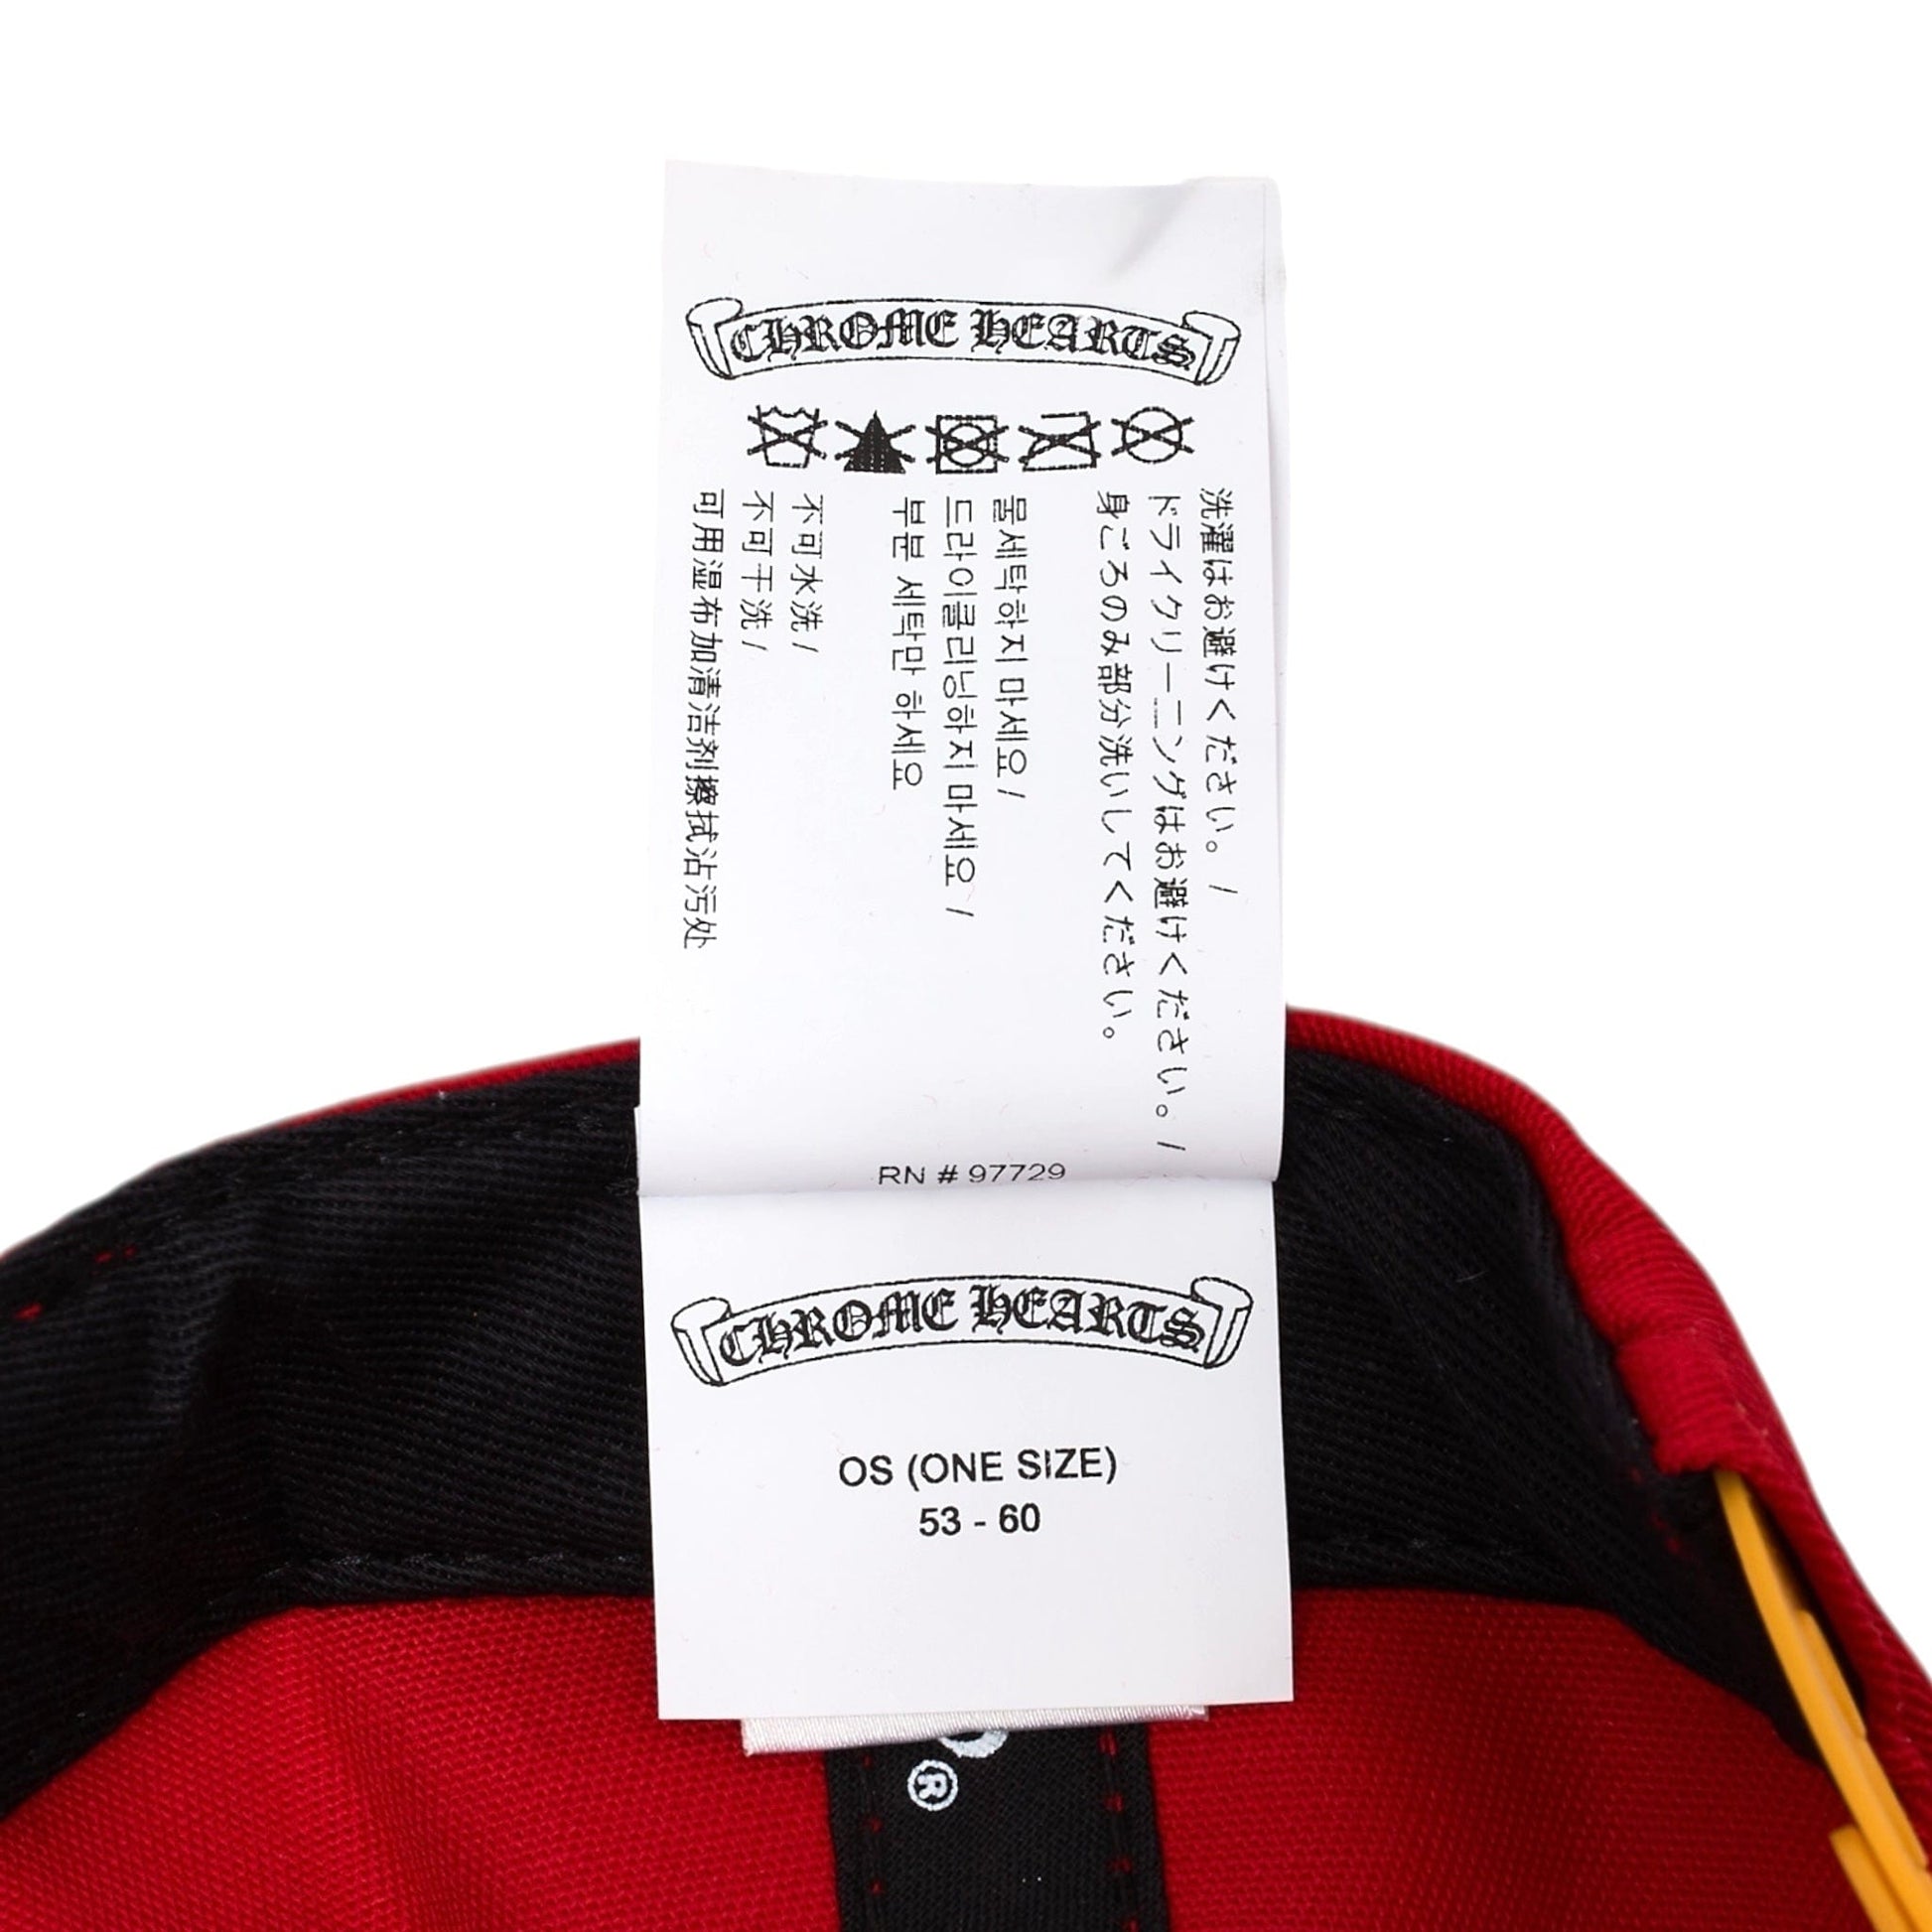 CHROME HEARTS
洗濯はお避けください。 /
ドライクリーニングはお避けください。 /
身ごろのみ部分洗いしてください。
물세탁하지 마세요 /
드라이클리닝하지 마세요 /
부분 세탁만 하세요
不可水洗 /
不可干洗 /
可用湿布加清洁剂擦拭沾污处
RN # 97729
CHROME HEARTS
OS (ONE SIZE)
53 - 60
®